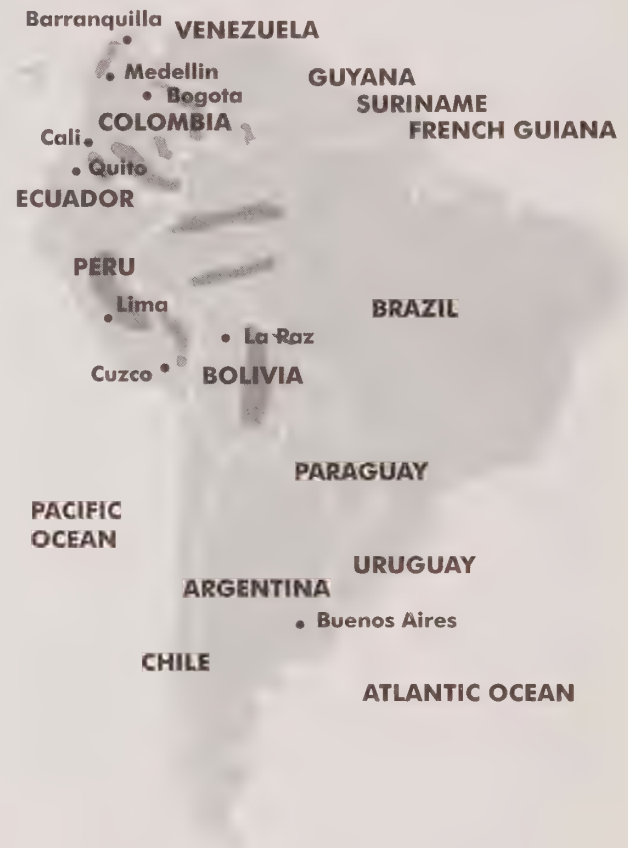 Barranquilla
VENEZUELA
Medellin
GUYANA
Bogota
SURINAME
COLOMBIA
FRENCH GUIANA
Cali
Quito
ECUADOR
PERU
Lima
BRAZIL
La Raz
Cuzco
BOLIVIA
PARAGUAY
PACIFIC
OCEAN
URUGUAY
ARGENTINA
Buenos Aires
CHILE
ATLANTIC OCEAN